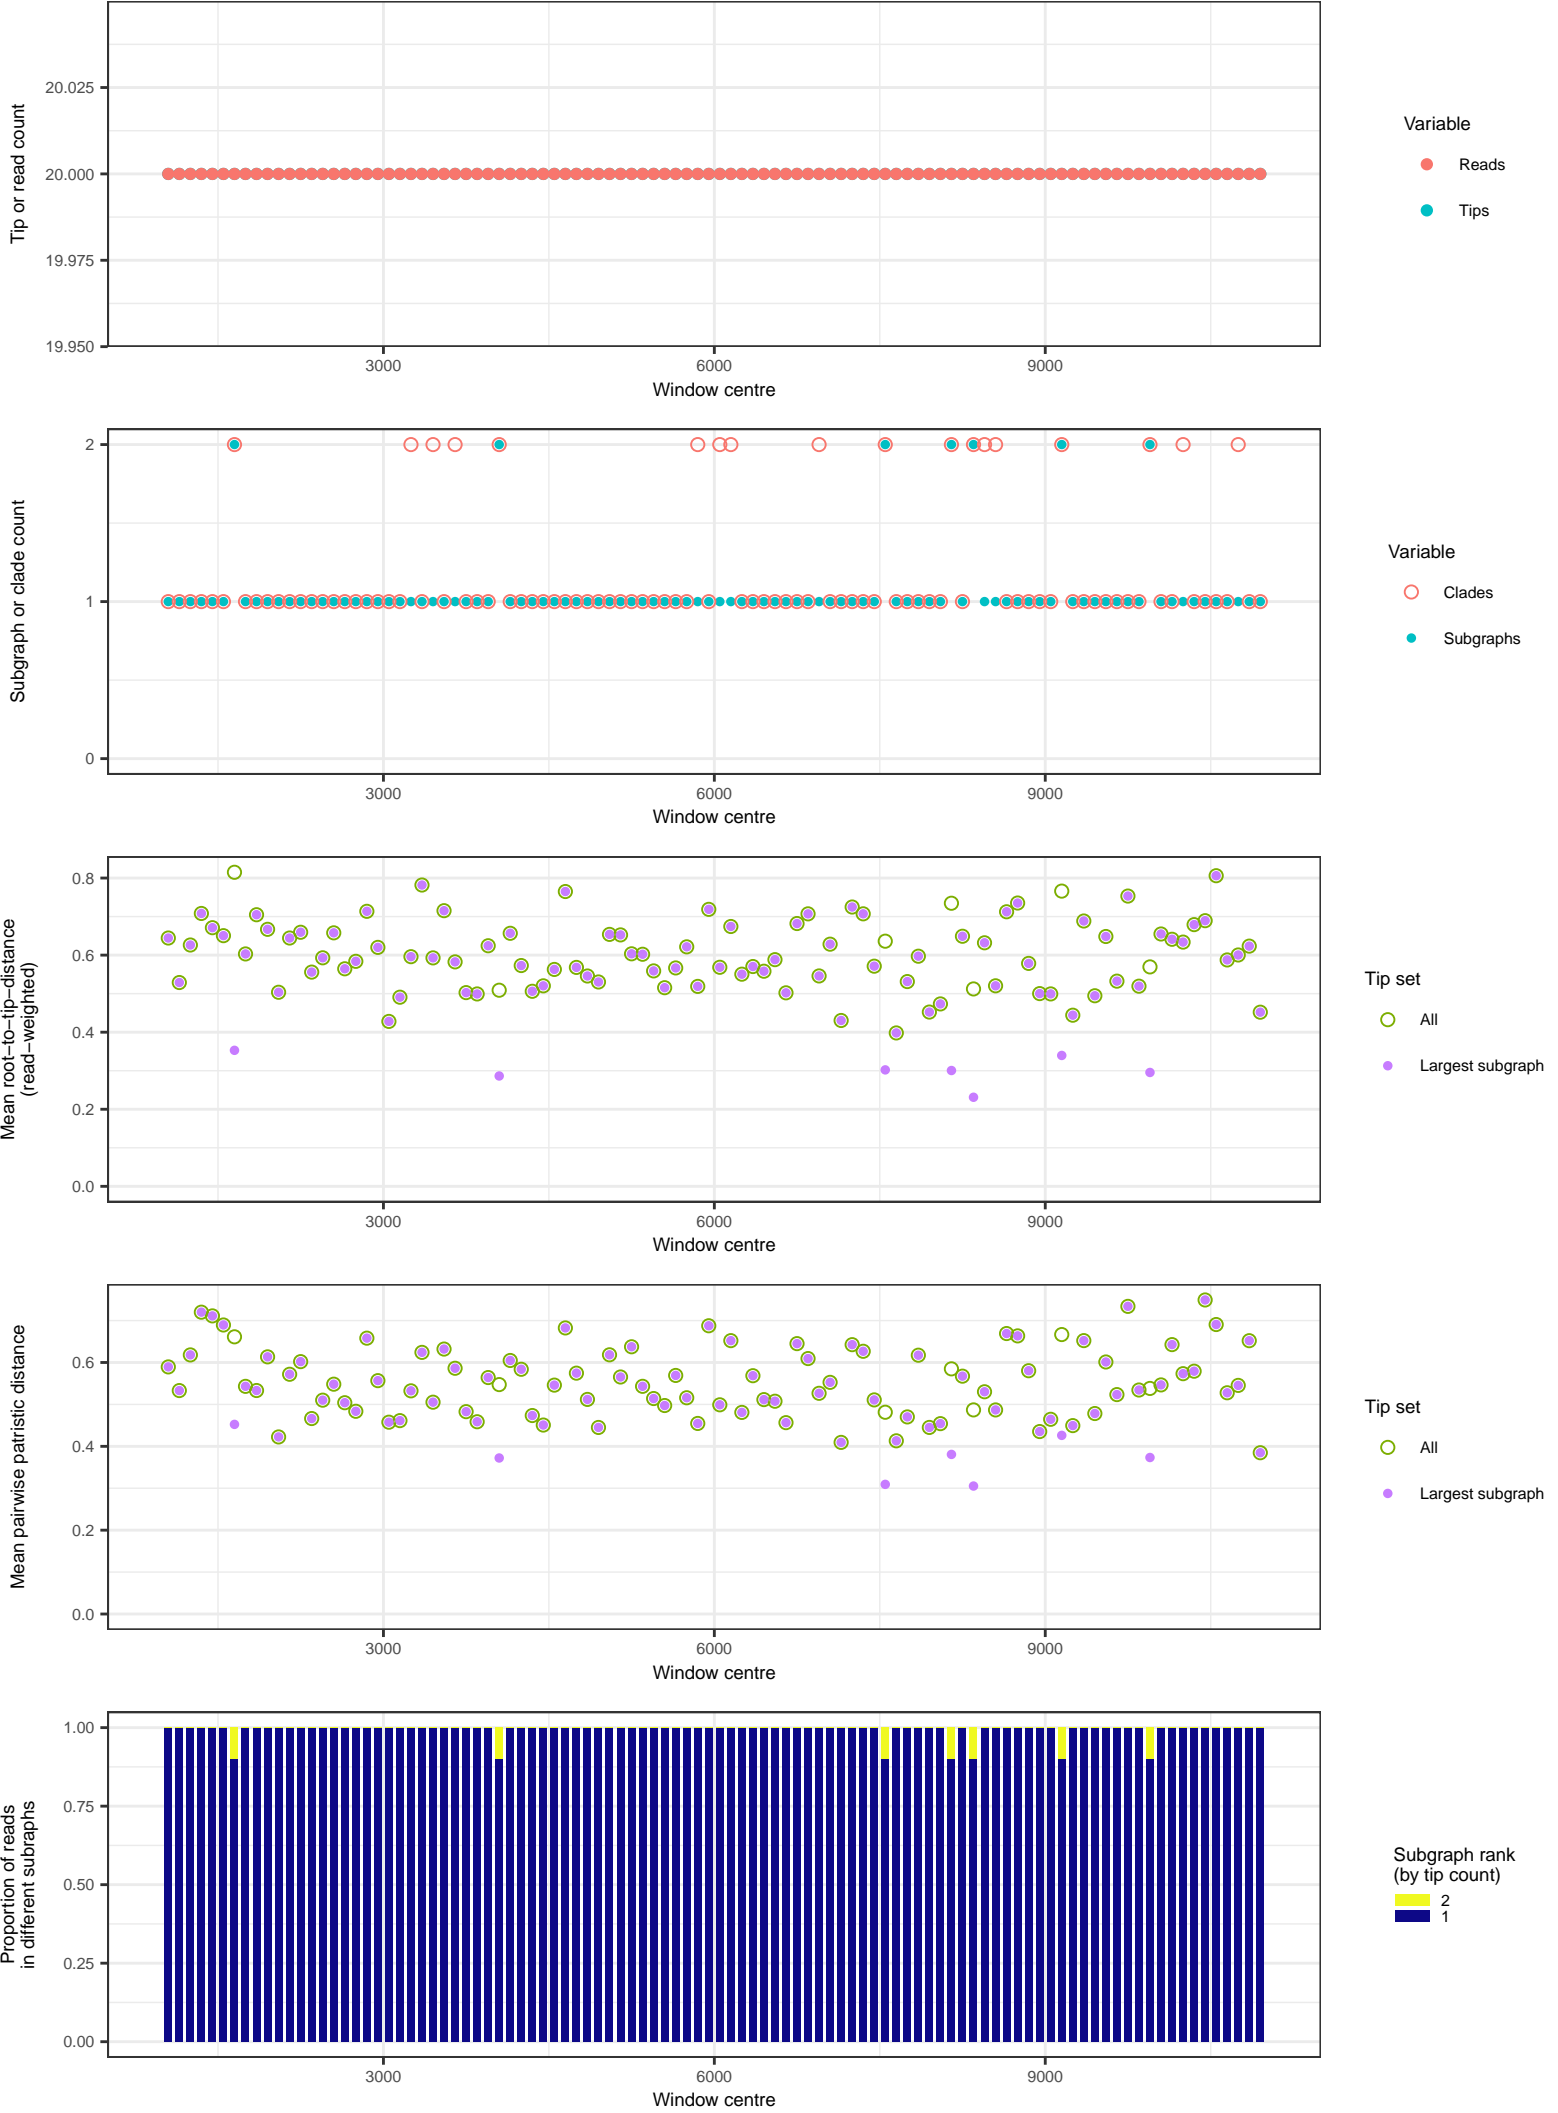 20.025
20.000
19.975
19.950
Tip or read count
3000
6000
9000
Window centre
Variable
Reads
Tips
2
1
0
Subgraph or clade count
3000
6000
9000
Window centre
Variable
Clades
Subgraphs
0.8
0.6
0.4
0.2
0.0
Mean root−to−tip−distance
(read−weighted)
3000
6000
9000
Window centre
Tip set
All
Largest subgraph
0.6
0.4
0.2
0.0
Mean pairwise patristic distance
3000
6000
9000
Window centre
Tip set
All
Largest subgraph
1.00
0.75
0.50
0.25
0.00
Proportion of reads
in different subraphs
3000
6000
9000
Window centre
Subgraph rank
(by tip count)
2
1